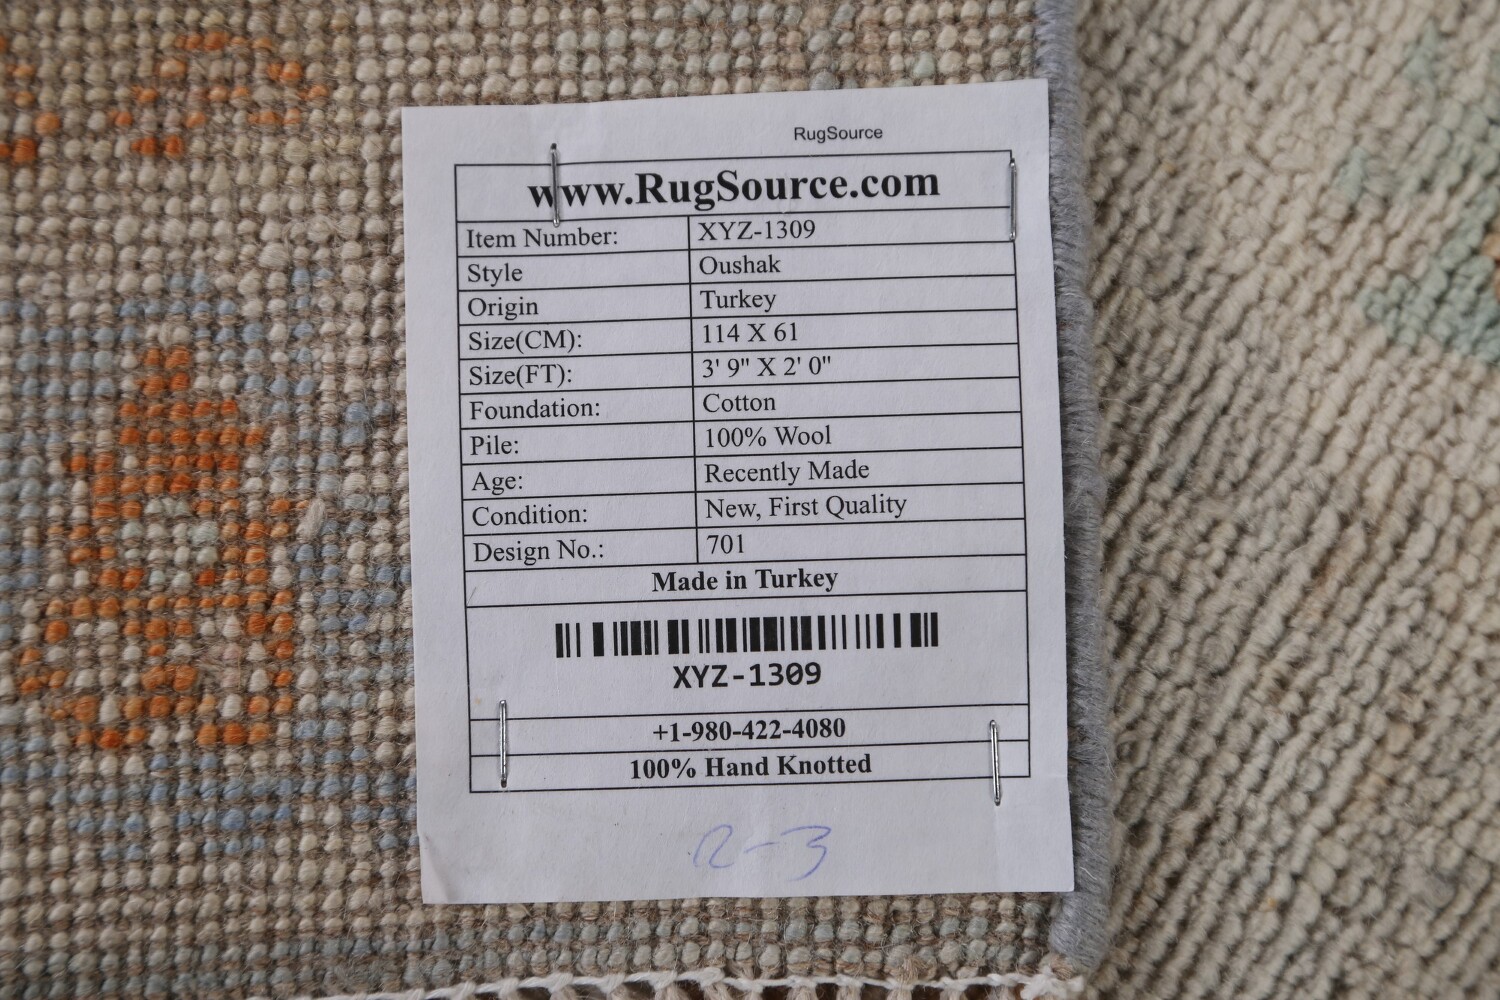 RugSource
www.RugSource.com
Item Number: XYZ-1309
Style Oushak
Origin Turkey
Size(CM): 114 X 61
Size(FT): 3' 9" X 2' 0"
Foundation: Cotton
Pile: 100% Wool
Age: Recently Made
Condition: New, First Quality
Design No.: 701
Made in Turkey
XYZ-1309
+1-980-422-4080
100% Hand Knotted
R-3